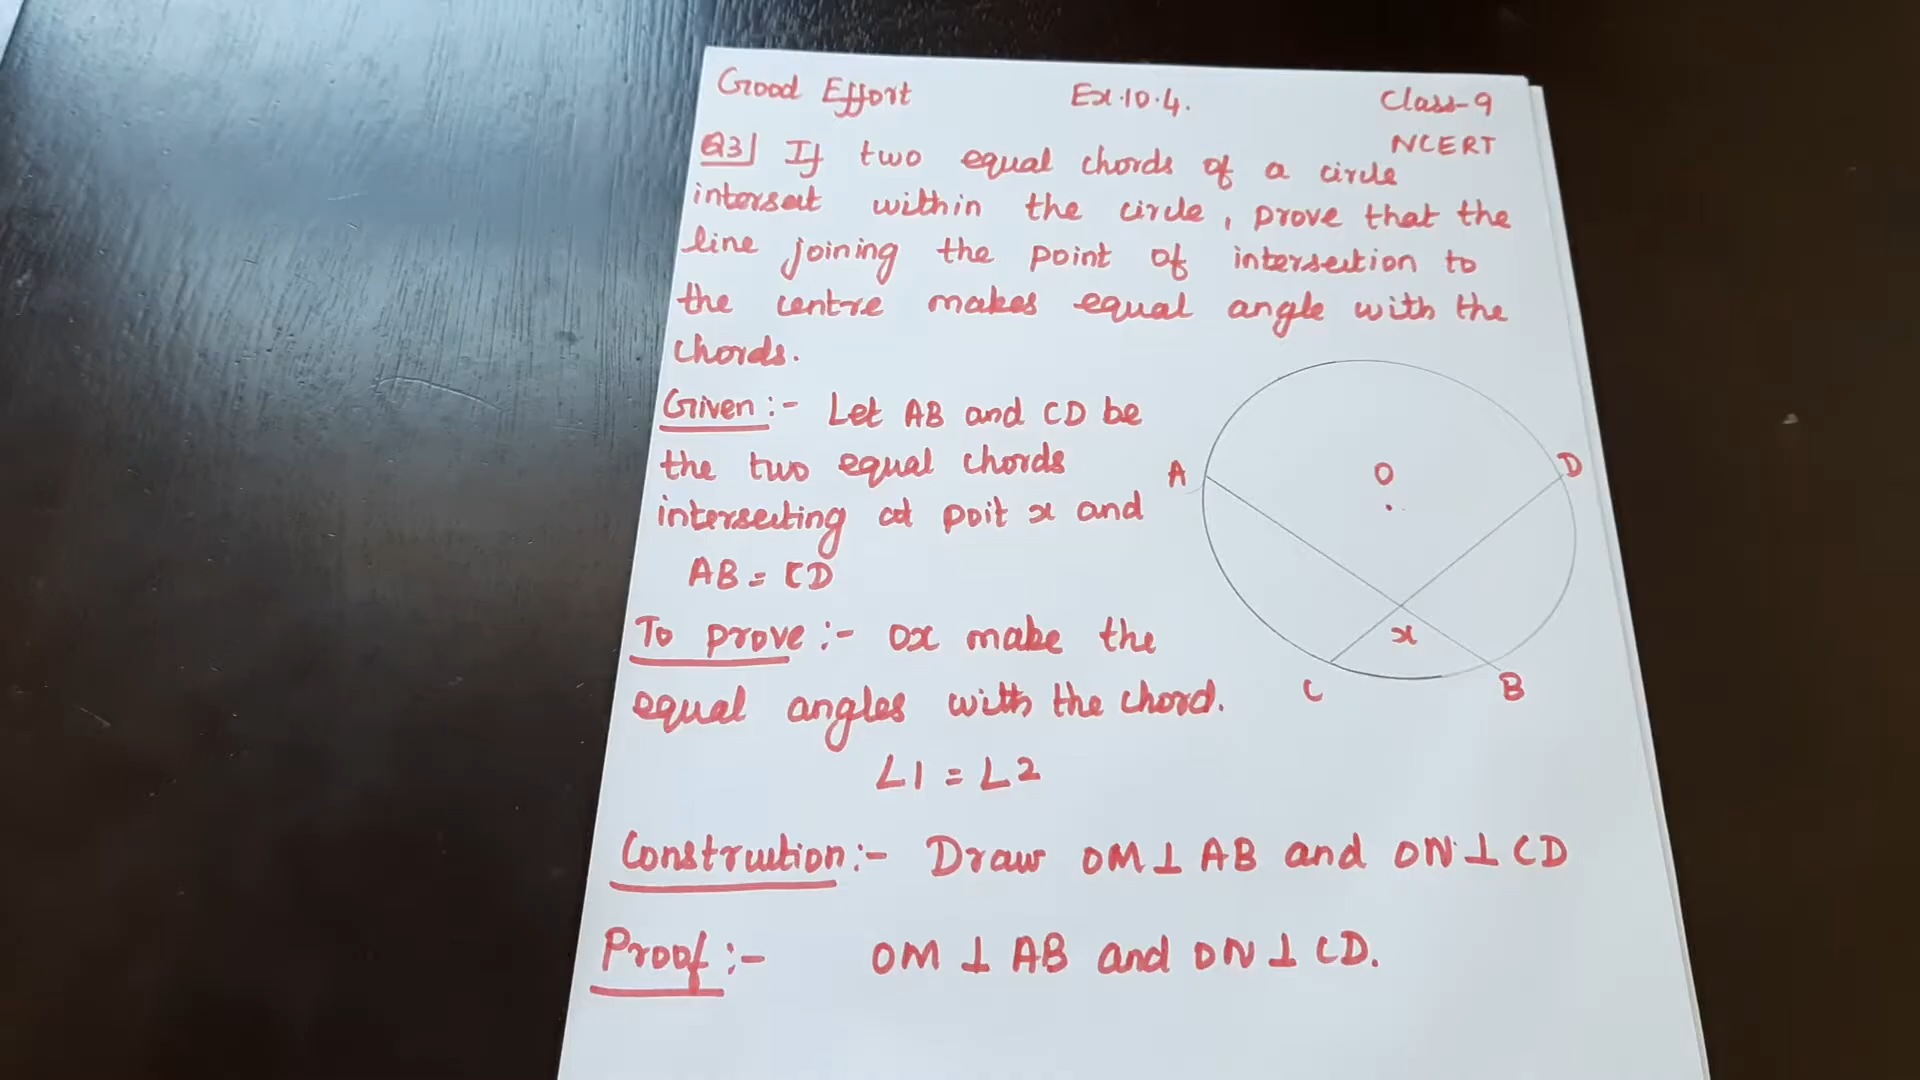 Good Effort Ex.10.4. Class-9
NCERT
Q3| If two equal chords of a circle
intersect within the circle, prove that the
line joining the point of intersection to
the centre makes equal angle with the
chords.
Given:- Let AB and CD be
the two equal chords
intersecting at poit x and
AB = CD
To prove:- ox make the
equal angles with the chord.
∠1 = ∠2
Construction:- Draw OM⊥AB and ON⊥CD
Proof:- OM ⊥ AB and ON ⊥ CD.
A
O
D
x
C
B